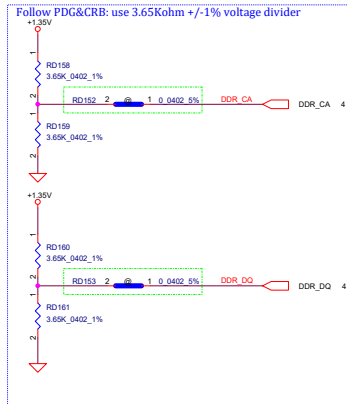 Follow PDG&CRB: use 3.65Kohm +/-1% voltage divider
+1.35V
1
RD158
3.65K_0402_1%
2
RD152 2 @ 1 0_0402_5% DDR_CA DDR_CA 4
1
RD159
3.65K_0402_1%
2
+1.35V
1
RD160
3.65K_0402_1%
2
RD153 2 @ 1 0_0402_5% DDR_DQ DDR_DQ 4
1
RD161
3.65K_0402_1%
2